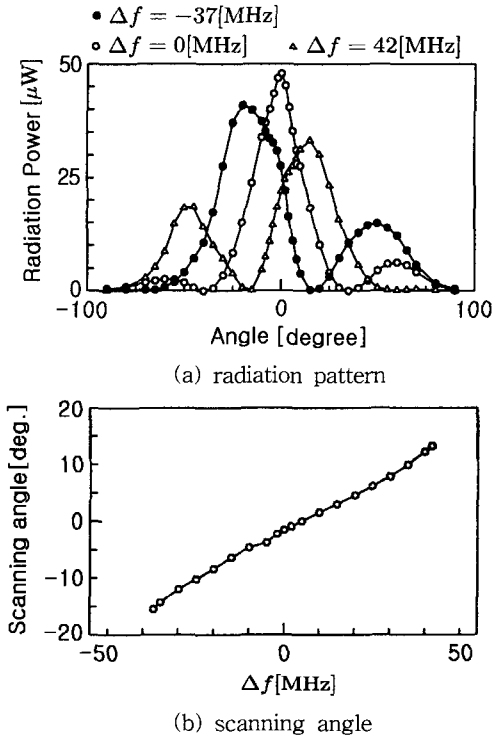 ● Δf = −37[MHz]
○ Δf = 0[MHz] △ Δf = 42[MHz]
50
25
0
Radiation Power [μW]
-100 0 100
Angle [degree]
(a) radiation pattern
20
10
0
-10
-20
Scanning angle[deg.]
-50 0 50
Δf[MHz]
(b) scanning angle